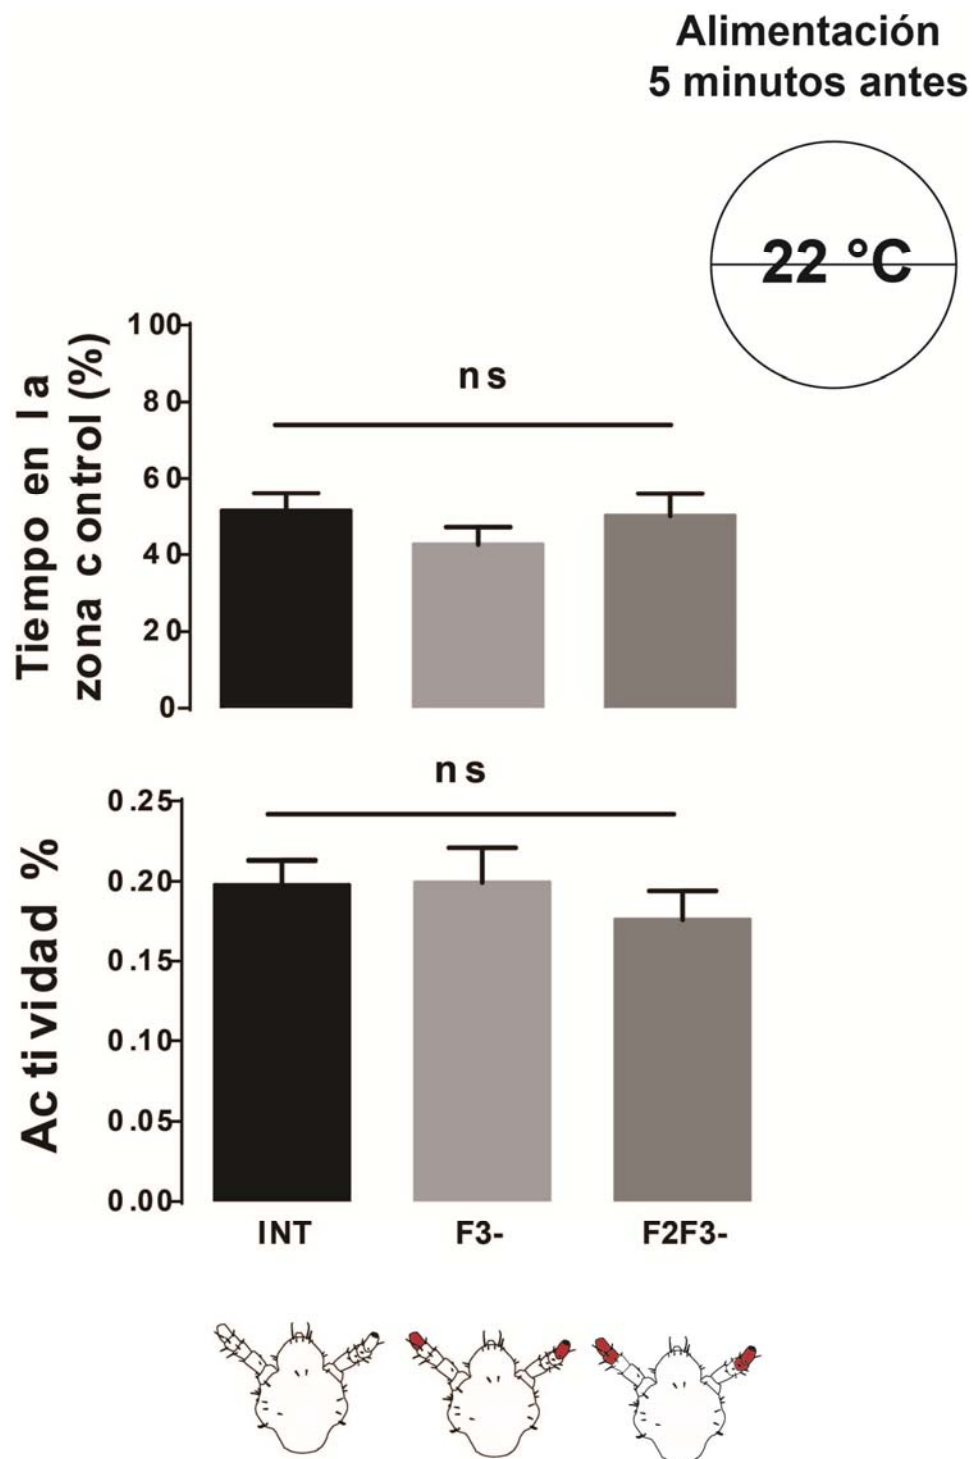 Alimentación
5 minutos antes
22 °C
Tiempo en la
zona control (%)
100
80
60
40
20
0
ns
Actividad %
0.25
0.20
0.15
0.10
0.05
0.00
ns
INT F3- F2F3-